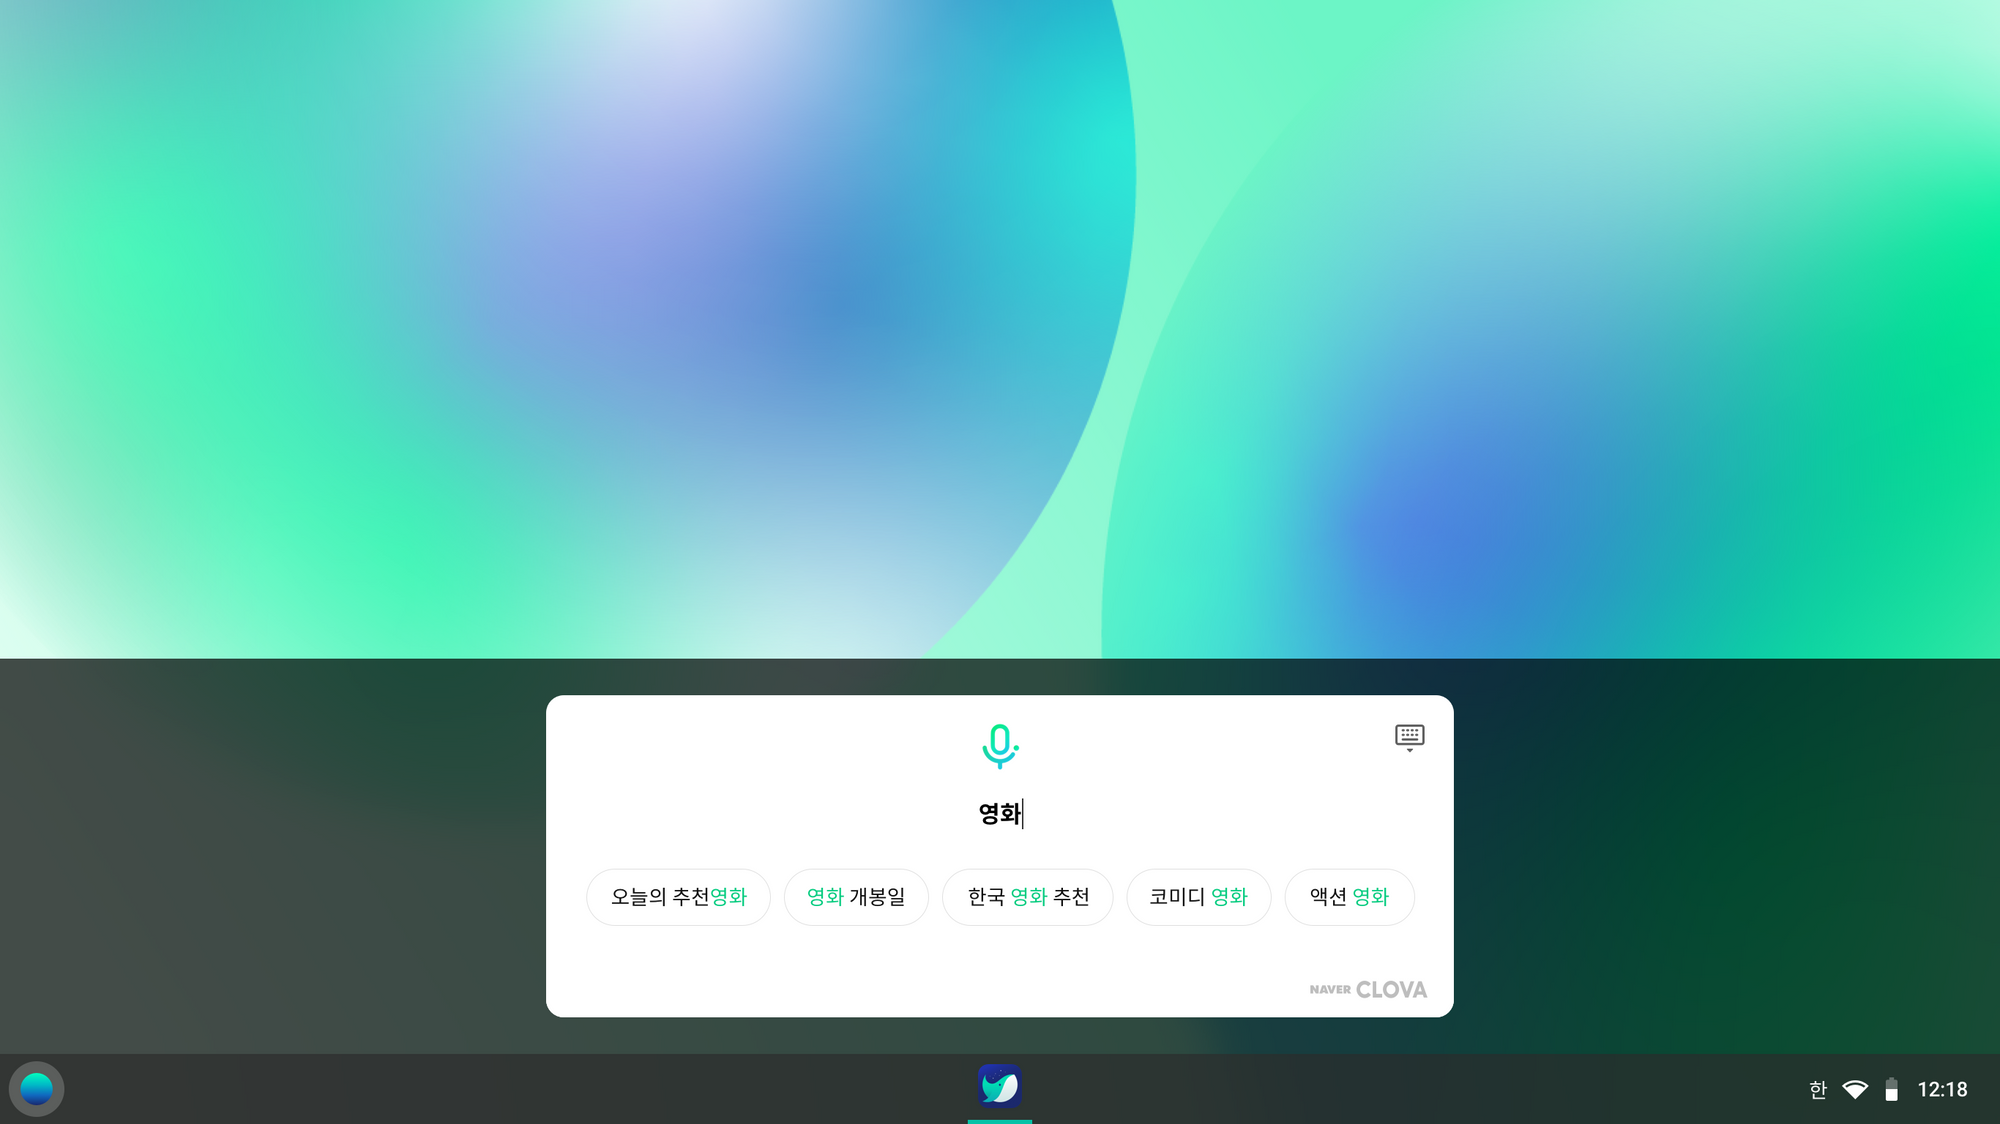 영화
오늘의 추천영화
영화 개봉일
한국 영화 추천
코미디 영화
액션 영화
NAVER CLOVA
한 12:18